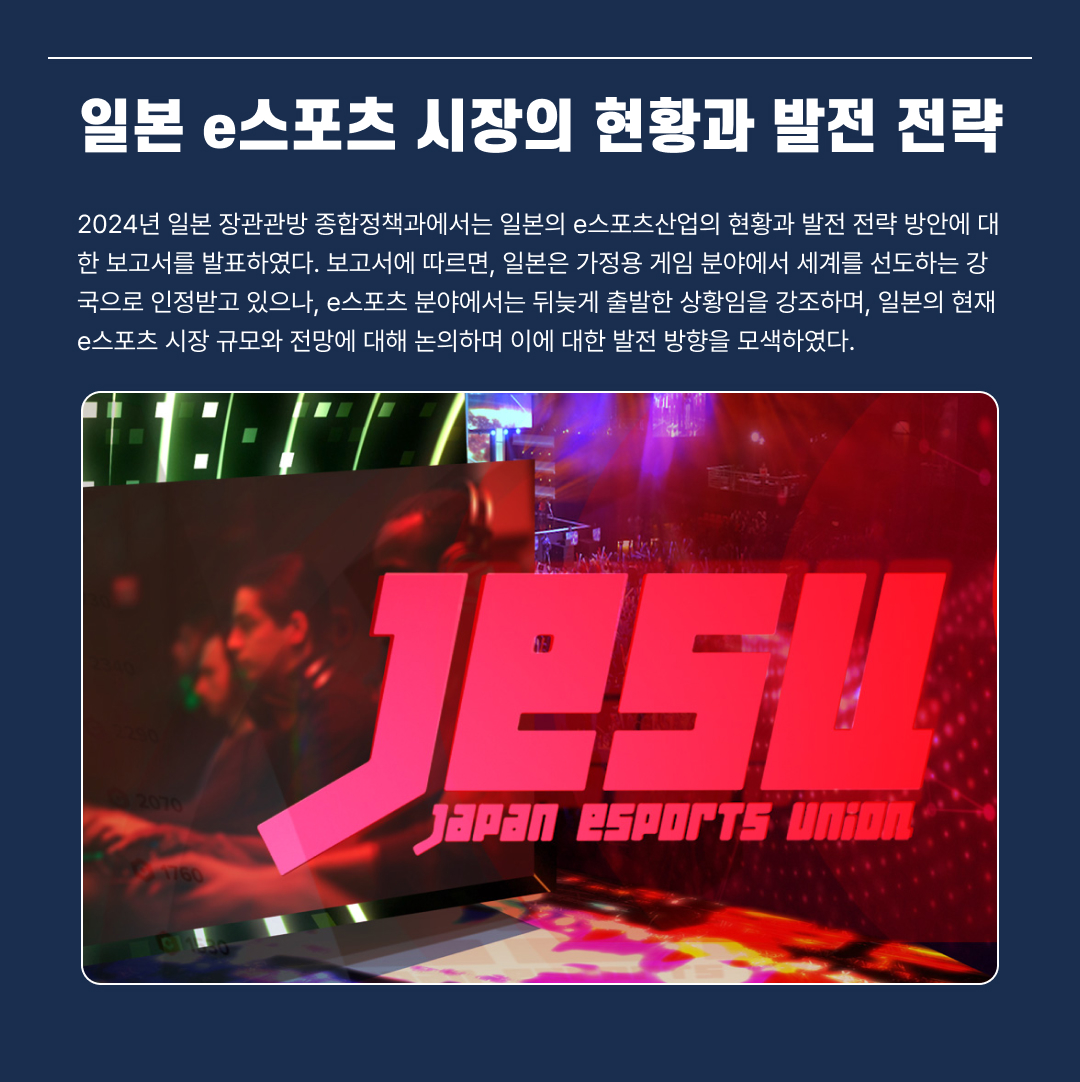 일본 e스포츠 시장의 현황과 발전 전략
2024년 일본 장관관방 종합정책과에서는 일본의 e스포츠산업의 현황과 발전 전략 방안에 대
한 보고서를 발표하였다. 보고서에 따르면, 일본은 가정용 게임 분야에서 세계를 선도하는 강
국으로 인정받고 있으나, e스포츠 분야에서는 뒤늦게 출발한 상황임을 강조하며, 일본의 현재
e스포츠 시장 규모와 전망에 대해 논의하며 이에 대한 발전 방향을 모색하였다.
jesu
japan esports union
2340
2290
2070
1760